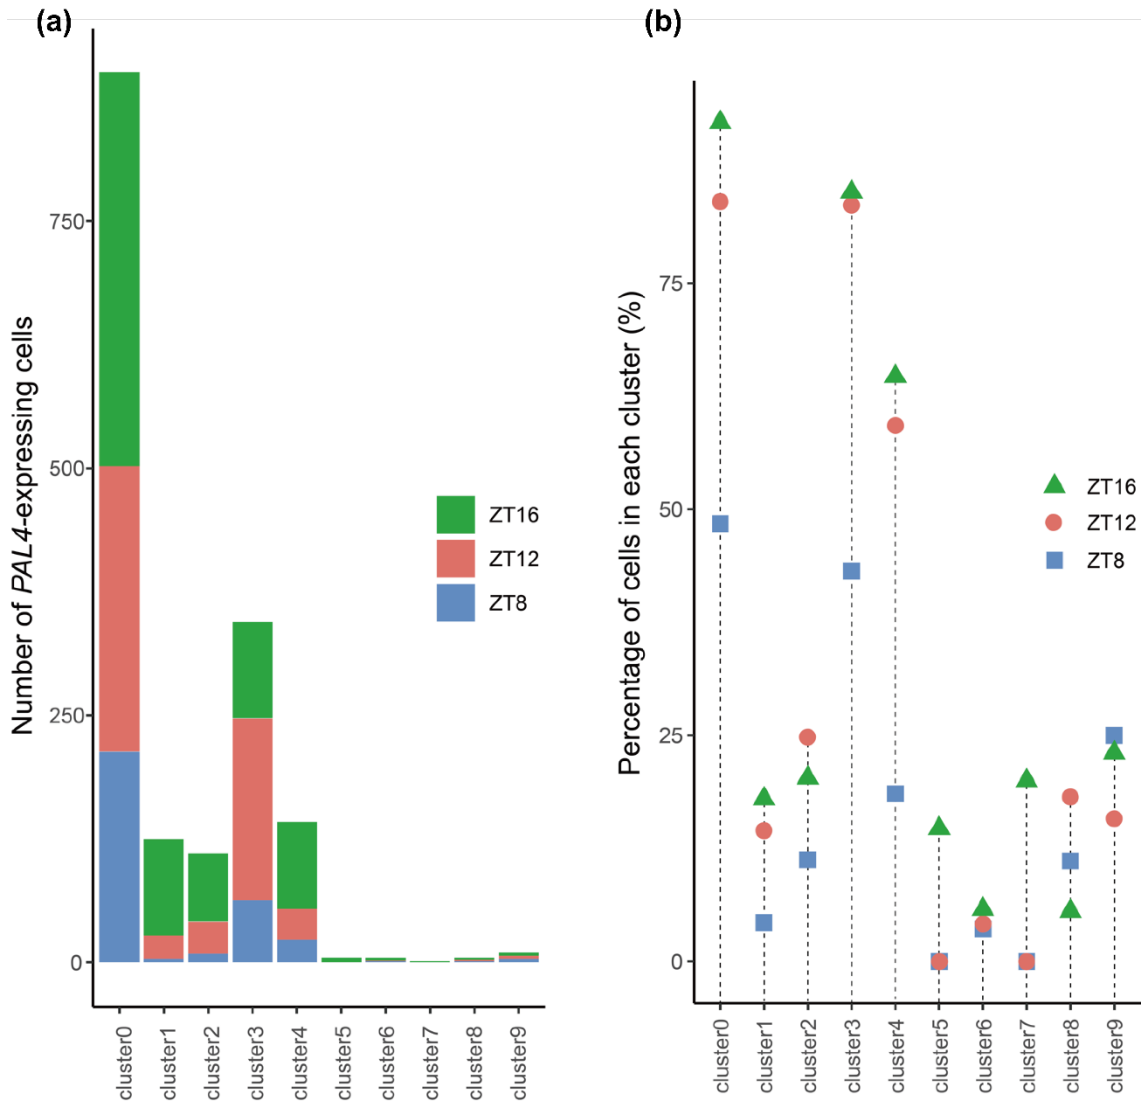 (a)
Number of PAL4-expressing cells
750
500
250
0
ZT16
ZT12
ZT8
cluster0
cluster1
cluster2
cluster3
cluster4
cluster5
cluster6
cluster7
cluster8
cluster9
(b)
Percentage of cells in each cluster (%)
75
50
25
0
ZT16
ZT12
ZT8
cluster0
cluster1
cluster2
cluster3
cluster4
cluster5
cluster6
cluster7
cluster8
cluster9